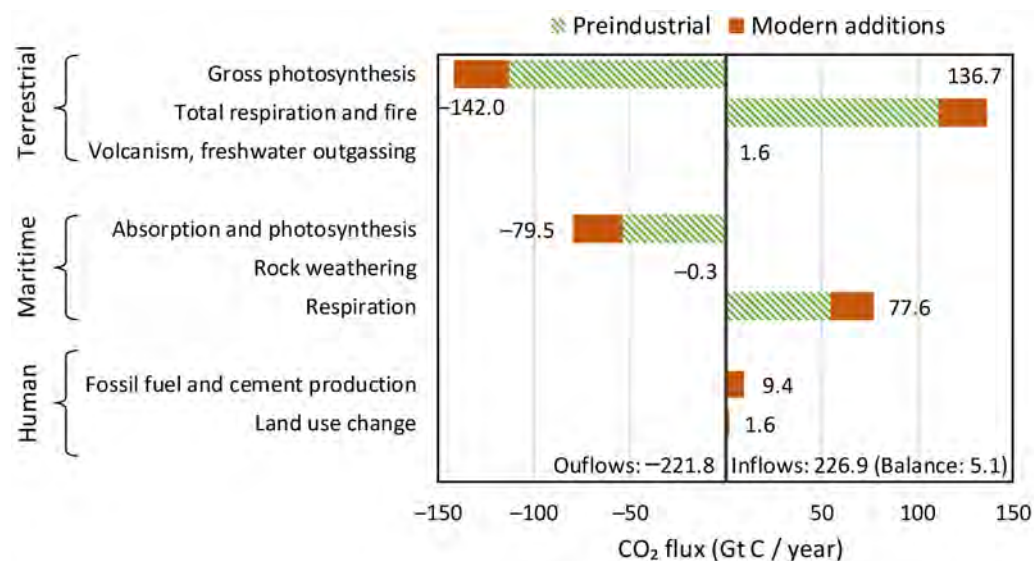 Preindustrial Modern additions
Terrestrial
Gross photosynthesis
−142.0
136.7
Total respiration and fire
Volcanism, freshwater outgassing
1.6
Maritime
Absorption and photosynthesis
−79.5
Rock weathering
−0.3
Respiration
77.6
Human
Fossil fuel and cement production
9.4
Land use change
1.6
Ouflows: −221.8
Inflows: 226.9 (Balance: 5.1)
−150 −100 −50 0 50 100 150
CO₂ flux (Gt C / year)